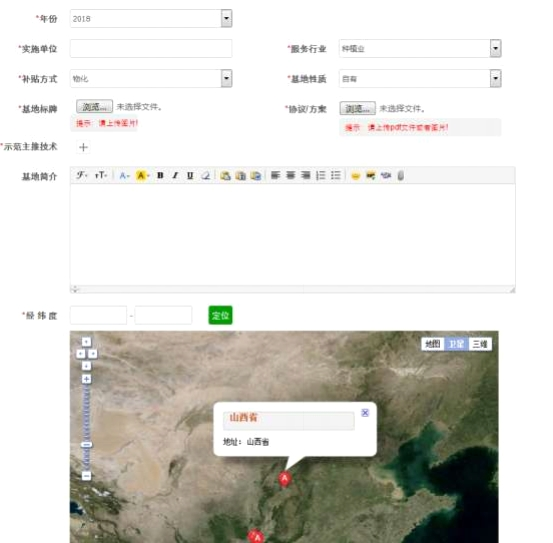 *年份 2018
*实施单位 *服务行业 种植业
*补贴方式 物化 *基地性质 自有
*基地标牌 浏览... 未选择文件。 *协议/方案 浏览... 未选择文件。
提示：请上传图片! 提示：请上传pdf文件或者图片!
*示范主推技术 +
基地简介 𝓕· тT· A· A· B I U
*经纬度 - 定位
地图 卫星 三维
山西省
地址：山西省
A
A